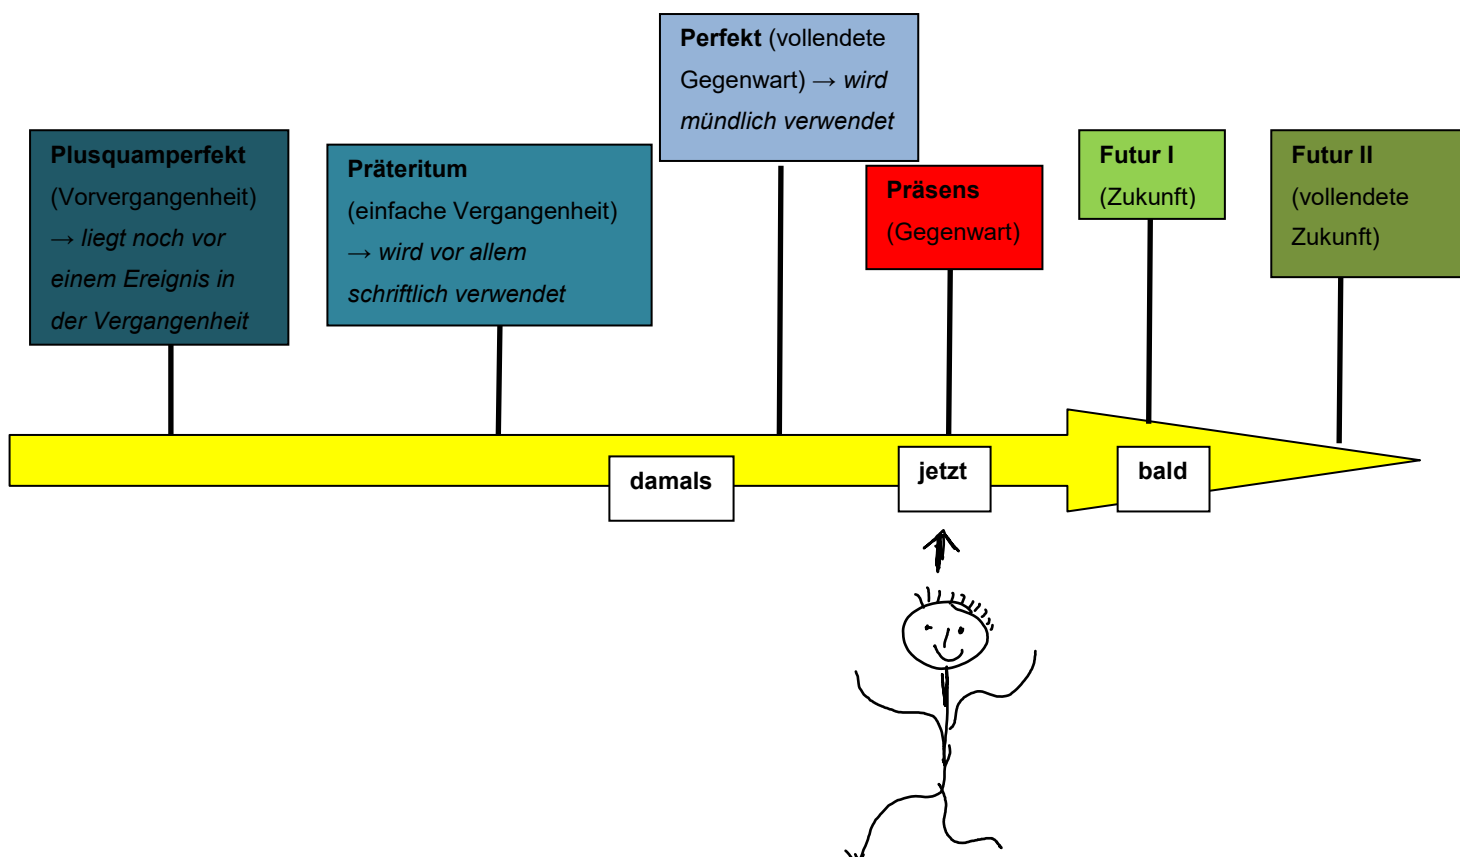 Plusquamperfekt
(Vorvergangenheit)
→ liegt noch vor
einem Ereignis in
der Vergangenheit
Präteritum
(einfache Vergangenheit)
→ wird vor allem
schriftlich verwendet
Perfekt (vollendete
Gegenwart) → wird
mündlich verwendet
Präsens
(Gegenwart)
Futur I
(Zukunft)
Futur II
(vollendete
Zukunft)
damals
jetzt
bald